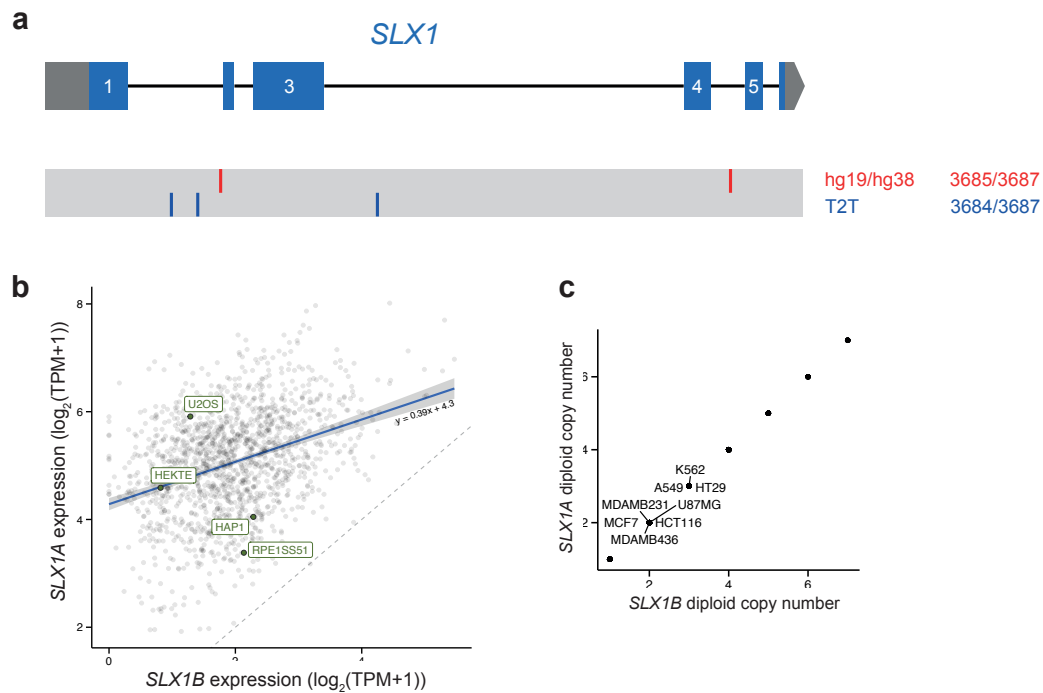 a
SLX1
1
3
4
5
hg19/hg38 3685/3687
T2T 3684/3687
b
SLX1A expression (log2(TPM+1))
8
6
4
2
U2OS
HEKTE
HAP1
RPE1SS51
y = 0.39x + 4.3
0
2
4
SLX1B expression (log2(TPM+1))
c
SLX1A diploid copy number
6
4
2
K562
A549 HT29
MDAMB231 U87MG
MCF7 HCT116
MDAMB436
2
4
6
SLX1B diploid copy number